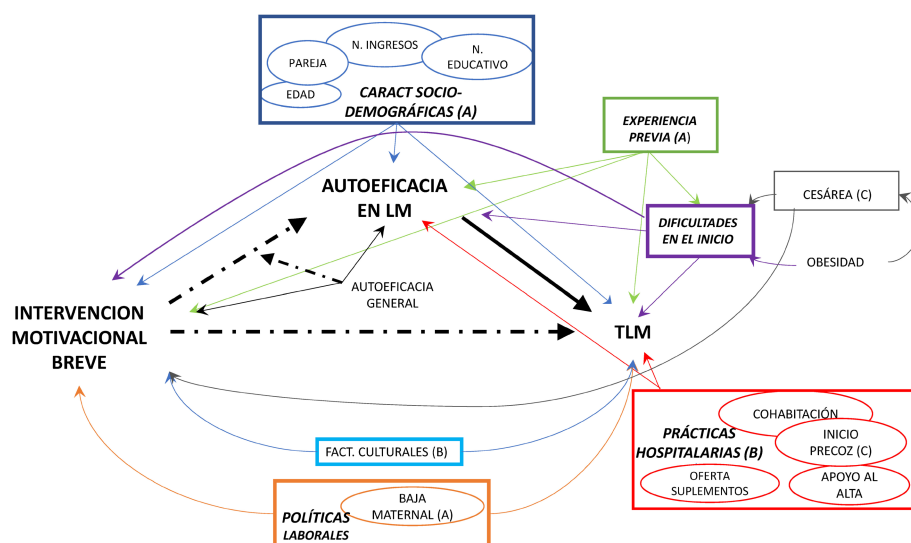 N. INGRESOS
PAREJA
N.
EDUCATIVO
EDAD
CARACT SOCIO-
DEMOGRÁFICAS (A)
EXPERIENCIA
PREVIA (A)
AUTOEFICACIA
EN LM
CESÁREA (C)
DIFICULTADES
EN EL INICIO
OBESIDAD
AUTOEFICACIA
GENERAL
INTERVENCION
MOTIVACIONAL
BREVE
TLM
COHABITACIÓN
PRÁCTICAS
HOSPITALARIAS (B)
INICIO
PRECOZ (C)
OFERTA
SUPLEMENTOS
APOYO AL
ALTA
FACT. CULTURALES (B)
BAJA
MATERNAL (A)
POLÍTICAS
LABORALES